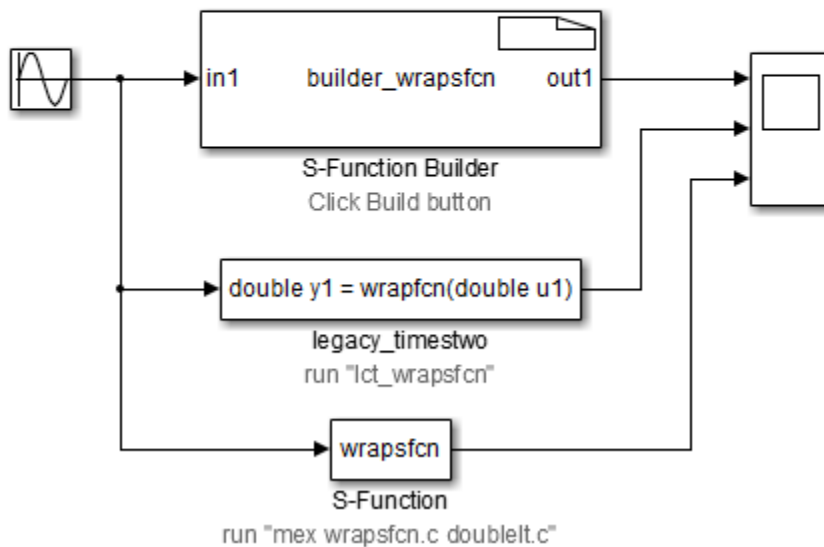 in1 builder_wrapsfcn out1
S-Function Builder
Click Build button
double y1 = wrapfcn(double u1)
legacy_timestwo
run "lct_wrapsfcn"
wrapsfcn
S-Function
run "mex wrapsfcn.c doubleIt.c"